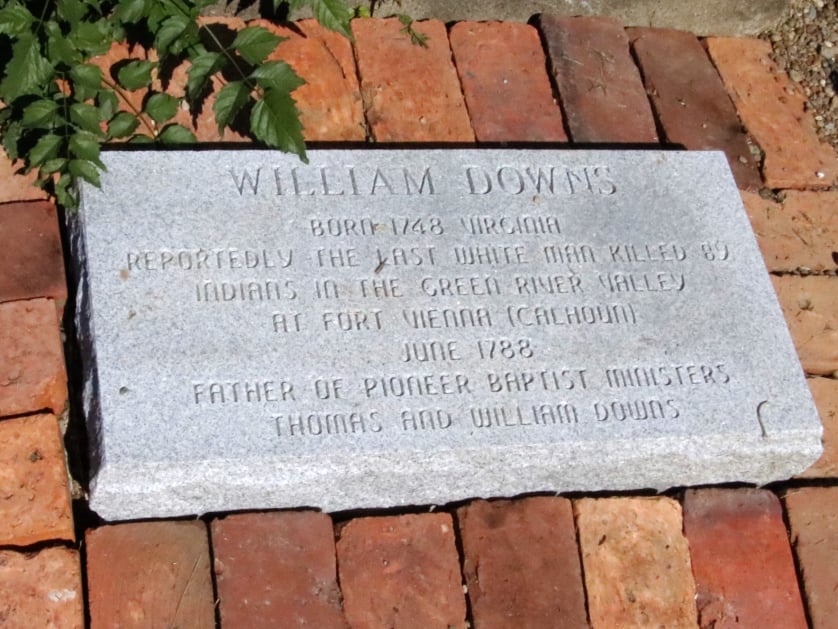 WILLIAM DOWNS
BORN 1748 VIRGINIA
REPORTEDLY THE LAST WHITE MAN KILLED BY
INDIANS IN THE GREEN RIVER VALLEY
AT FORT VIENNA (CALHOUN)
JUNE 1788
FATHER OF PIONEER BAPTIST MINISTERS
THOMAS AND WILLIAM DOWNS